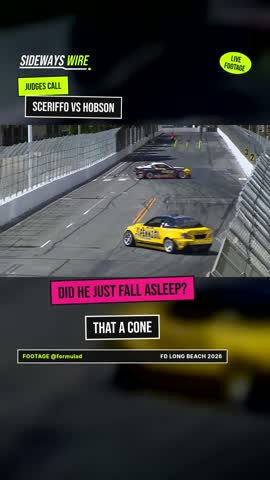 SIDEWAYS WIRE.
LIVE
FOOTAGE
JUDGES CALL
SCERIFFO VS HOBSON
DID HE JUST FALL ASLEEP?
THAT A CONE
FOOTAGE @formulad
FD LONG BEACH 2026